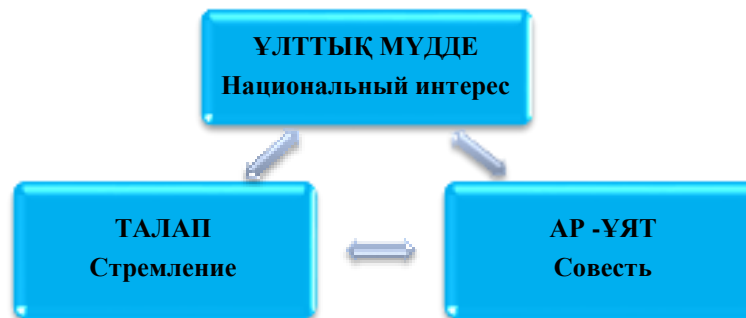 ҰЛТТЫҚ МҮДДЕ
Национальный интерес
ТАЛАП
Стремление
АР -ҰЯТ
Совесть